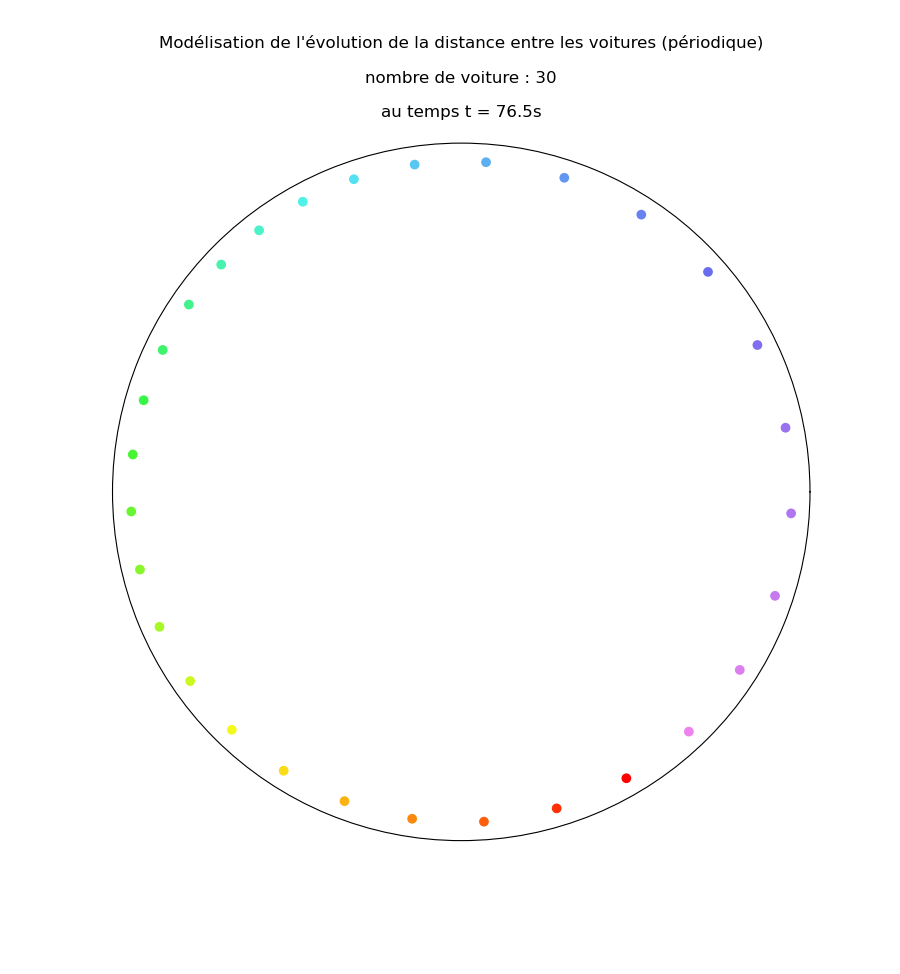 Modélisation de l'évolution de la distance entre les voitures (périodique)
nombre de voiture : 30
au temps t = 76.5s